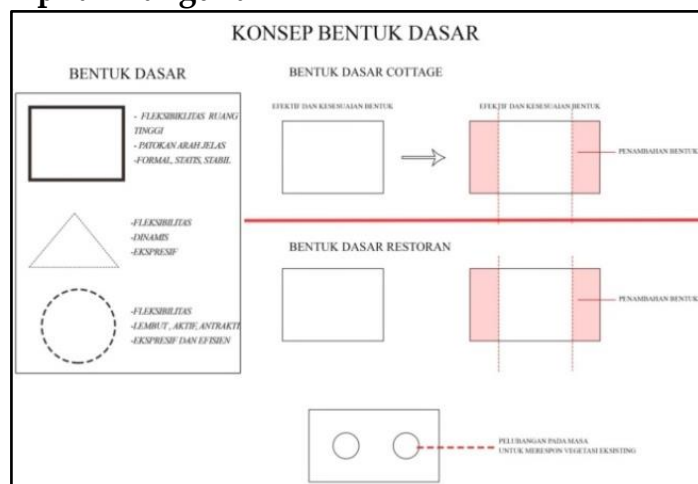 KONSEP BENTUK DASAR
BENTUK DASAR
- FLEKSIBIKLITAS RUANG
TINGGI
- PATOKAN ARAH JELAS
-FORMAL, STATIS, STABIL
-FLEKSIBILITAS
-DINAMIS
-EKSPRESIF
-FLEKSIBILITAS
-LEMBUT , AKTIF, ANTRAKTI
-EKSPRESIF DAN EFISIEN
BENTUK DASAR COTTAGE
EFEKTIF DAN KESESUAIAN BENTUK
EFEKTIF DAN KESESUAIAN BENTUK
PENAMBAHAN BENTUK
BENTUK DASAR RESTORAN
PENAMBAHAN BENTUK
PELUBANGAN PADA MASA
UNTUK MERESPON VEGETASI EKSISTING